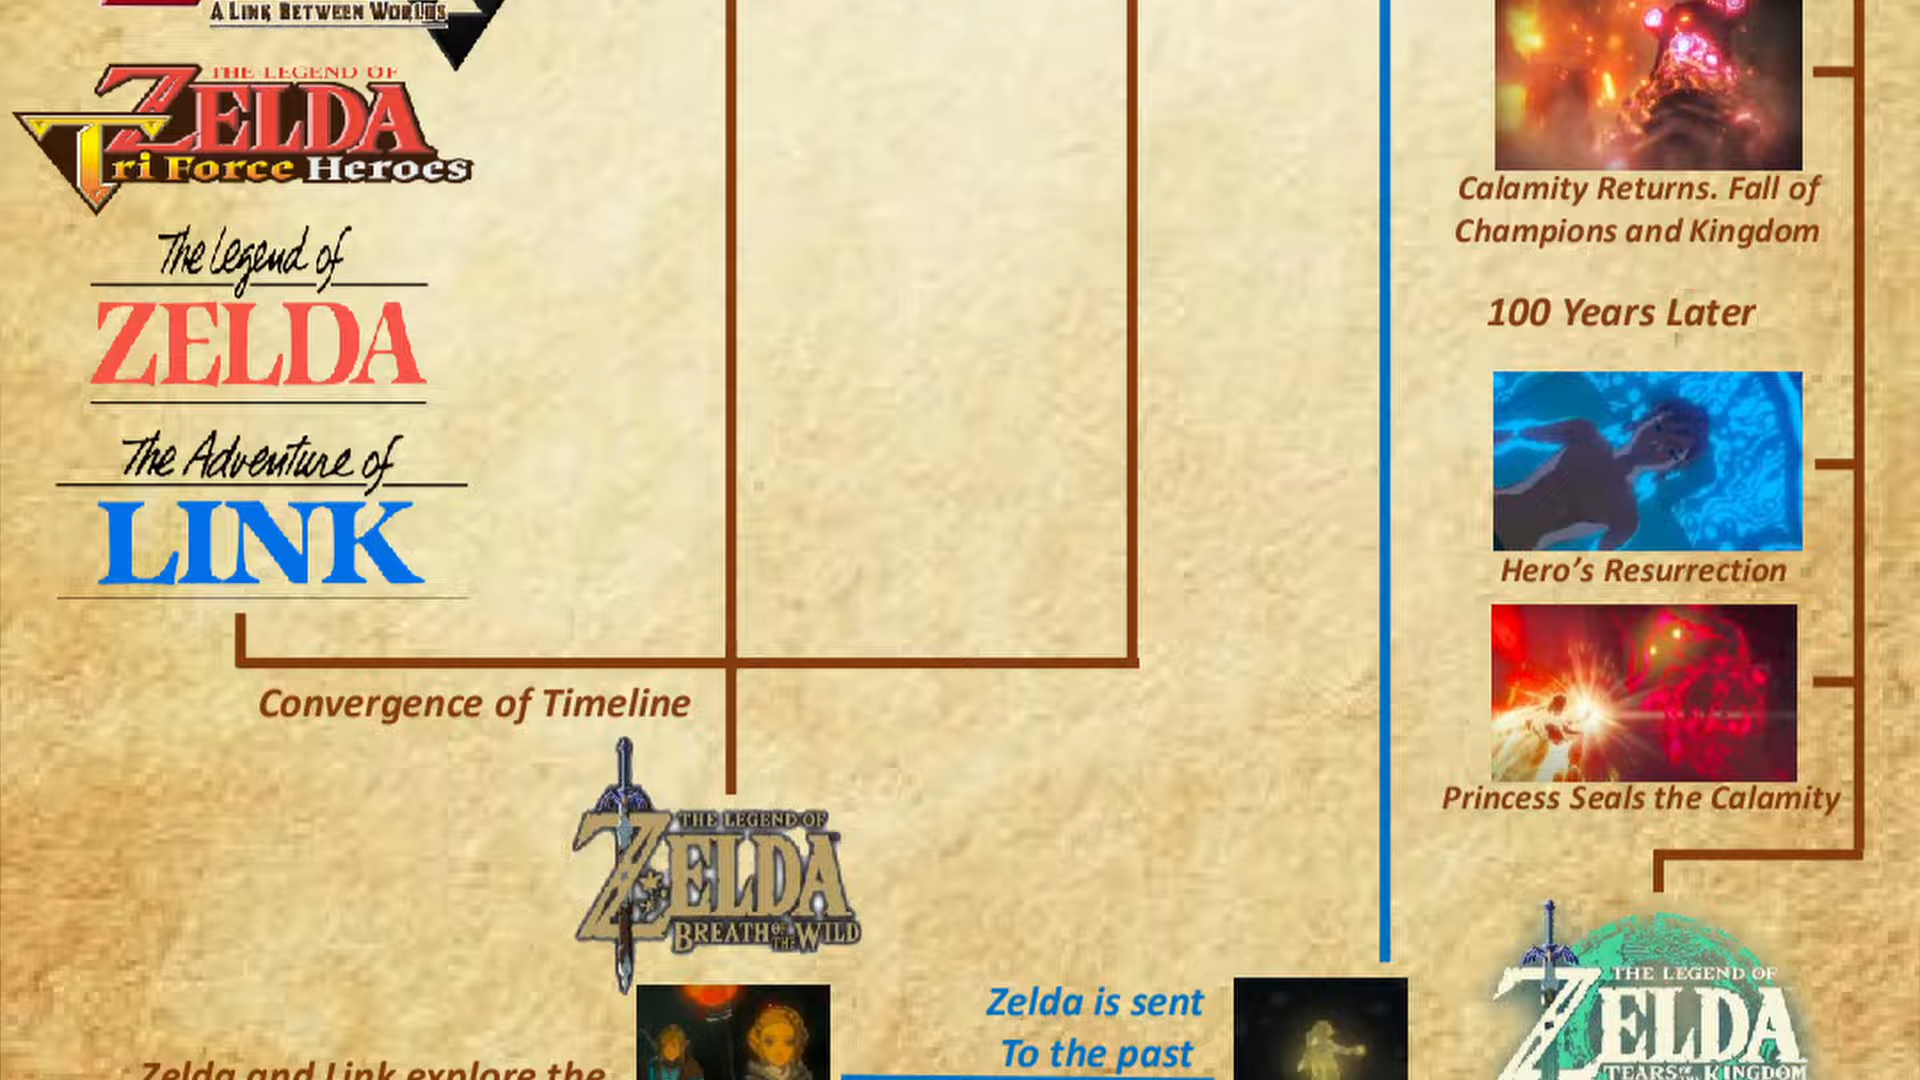 A LINK BETWEEN WORLDS
THE LEGEND OF
ZELDA
Tri Force Heroes
The Legend of
ZELDA
The Adventure of
LINK
Convergence of Timeline
THE LEGEND OF
ZELDA
BREATH OF THE WILD
Zelda and Link explore the
Zelda is sent
To the past
Calamity Returns. Fall of
Champions and Kingdom
100 Years Later
Hero's Resurrection
Princess Seals the Calamity
THE LEGEND OF
ZELDA
TEARS OF THE KINGDOM